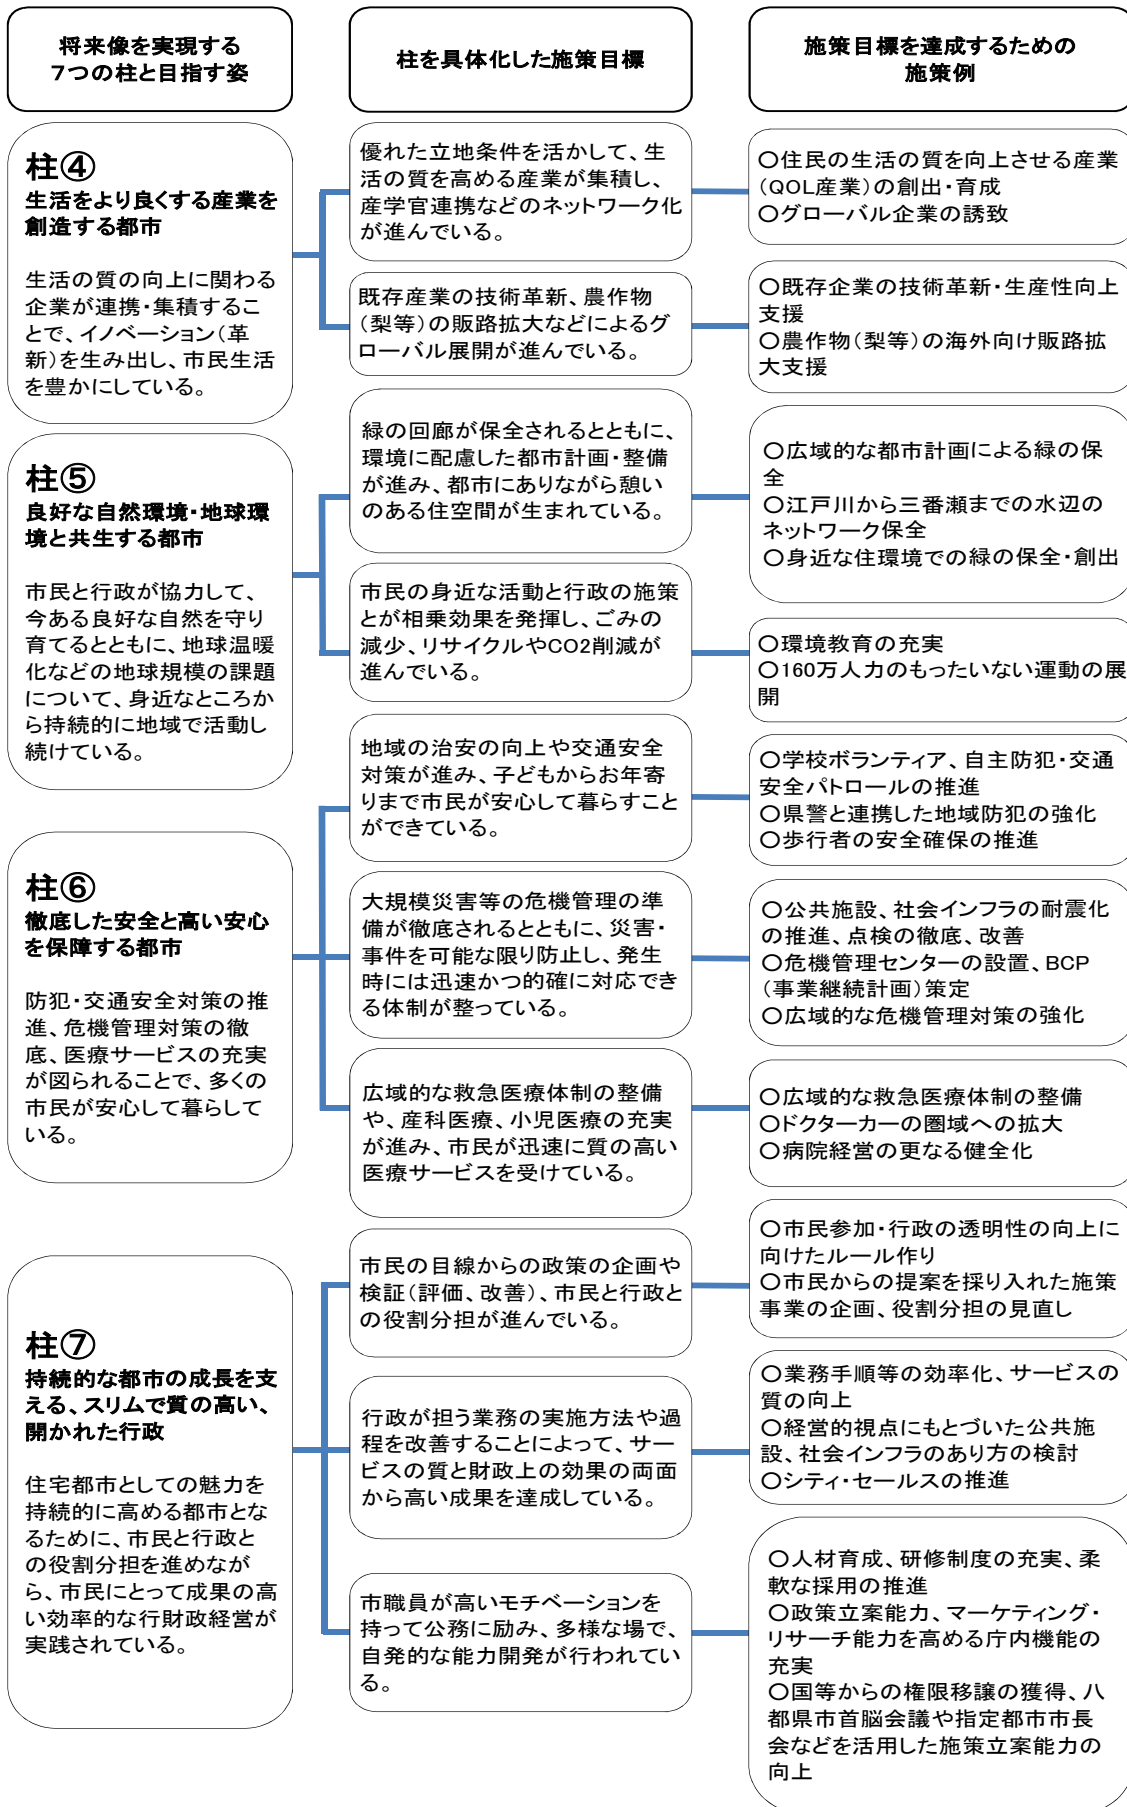 将来像を実現する
７つの柱と目指す姿
柱を具体化した施策目標
施策目標を達成するための
施策例
柱④
生活をより良くする産業を
創造する都市
生活の質の向上に関わる
企業が連携・集積するこ
とで、イノベーション（革
新）を生み出し、市民生活
を豊かにしている。
優れた立地条件を活かして、生
活の質を高める産業が集積し、
産学官連携などのネットワーク化
が進んでいる。
○住民の生活の質を向上させる産業
（QOL産業）の創出・育成
○グローバル企業の誘致
既存産業の技術革新、農作物
（梨等）の販路拡大などによるグ
ローバル展開が進んでいる。
○既存企業の技術革新・生産性向上
支援
○農作物（梨等）の海外向け販路拡
大支援
柱⑤
良好な自然環境・地球環
境と共生する都市
市民と行政が協力して、
今ある良好な自然を守り
育てるとともに、地球温暖
化などの地球規模の課題
について、身近なところか
ら持続的に地域で活動し
続けている。
緑の回廊が保全されるとともに、
環境に配慮した都市計画・整備
が進み、都市にありながら憩い
のある住空間が生まれている。
○広域的な都市計画による緑の保
全
○江戸川から三番瀬までの水辺の
ネットワーク保全
○身近な住環境での緑の保全・創出
市民の身近な活動と行政の施策
とが相乗効果を発揮し、ごみの
減少、リサイクルやCO2削減が
進んでいる。
○環境教育の充実
○160万人力のもったいない運動の展
開
柱⑥
徹底した安全と高い安心
を保障する都市
防犯・交通安全対策の推
進、危機管理対策の徹
底、医療サービスの充実
が図られることで、多くの
市民が安心して暮らして
いる。
地域の治安の向上や交通安全
対策が進み、子どもからお年寄
りまで市民が安心して暮らすこと
ができている。
○学校ボランティア、自主防犯・交通
安全パトロールの推進
○県警と連携した地域防犯の強化
○歩行者の安全確保の推進
大規模災害等の危機管理の準
備が徹底されるとともに、災害・
事件を可能な限り防止し、発生
時には迅速かつ的確に対応でき
る体制が整っている。
○公共施設、社会インフラの耐震化
の推進、点検の徹底、改善
○危機管理センターの設置、BCP
（事業継続計画）策定
○広域的な危機管理対策の強化
広域的な救急医療体制の整備
や、産科医療、小児医療の充実
が進み、市民が迅速に質の高い
医療サービスを受けている。
○広域的な救急医療体制の整備
○ドクターカーの圏域への拡大
○病院経営の更なる健全化
柱⑦
持続的な都市の成長を支
える、スリムで質の高い、
開かれた行政
住宅都市としての魅力を
持続的に高める都市とな
るために、市民と行政と
の役割分担を進めなが
ら、市民にとって成果の高
い効率的な行財政経営が
実践されている。
市民の目線からの政策の企画や
検証（評価、改善）、市民と行政と
の役割分担が進んでいる。
○市民参加・行政の透明性の向上に
向けたルール作り
○市民からの提案を採り入れた施策
事業の企画、役割分担の見直し
行政が担う業務の実施方法や過
程を改善することによって、サー
ビスの質と財政上の効果の両面
から高い成果を達成している。
○業務手順等の効率化、サービスの
質の向上
○経営的視点にもとづいた公共施
設、社会インフラのあり方の検討
○シティ・セールスの推進
市職員が高いモチベーションを
持って公務に励み、多様な場で、
自発的な能力開発が行われてい
る。
○人材育成、研修制度の充実、柔
軟な採用の推進
○政策立案能力、マーケティング・
リサーチ能力を高める庁内機能の
充実
○国等からの権限移譲の獲得、八
都県市首脳会議や指定都市市長
会などを活用した施策立案能力の
向上